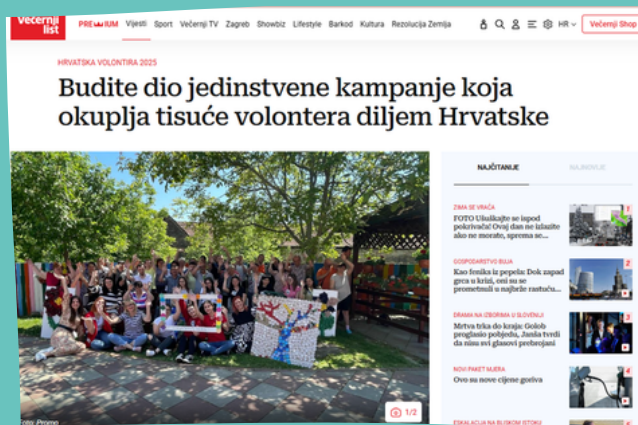 Večernji
list
PREMIUM Vijesti Sport Večernji TV Zagreb Showbiz Lifestyle Barkod Kultura Rezolucija Zemlja
HR
Večernji Shop
HRVATSKA VOLONTIRA 2025
Budite dio jedinstvene kampanje koja
okuplja tisuće volontera diljem Hrvatske
NAJČITANIJE
NAJNOVIJE
ZIMA SE VRAĆA
FOTO Ušuškajte se ispod
pokrivača! Ovaj dan ne izlazite
ako ne morate, sprema se...
1
GOSPODARSTVO BUJA
Kao feniks iz pepela: Dok zapad
grca u krizi, oni su se
prometnuli u najbrže rastuću...
2
DRAMA NA IZBORIMA U SLOVENIJI
Mrtva trka do kraja: Golob
proglasio pobjedu, Janša tvrdi
da nisu svi glasovi prebrojani
3
NOVI PAKET MJERA
Ovo su nove cijene goriva
4
ESKALACIJA NA BLISKOM ISTOKU
Foto: Promo
1/2